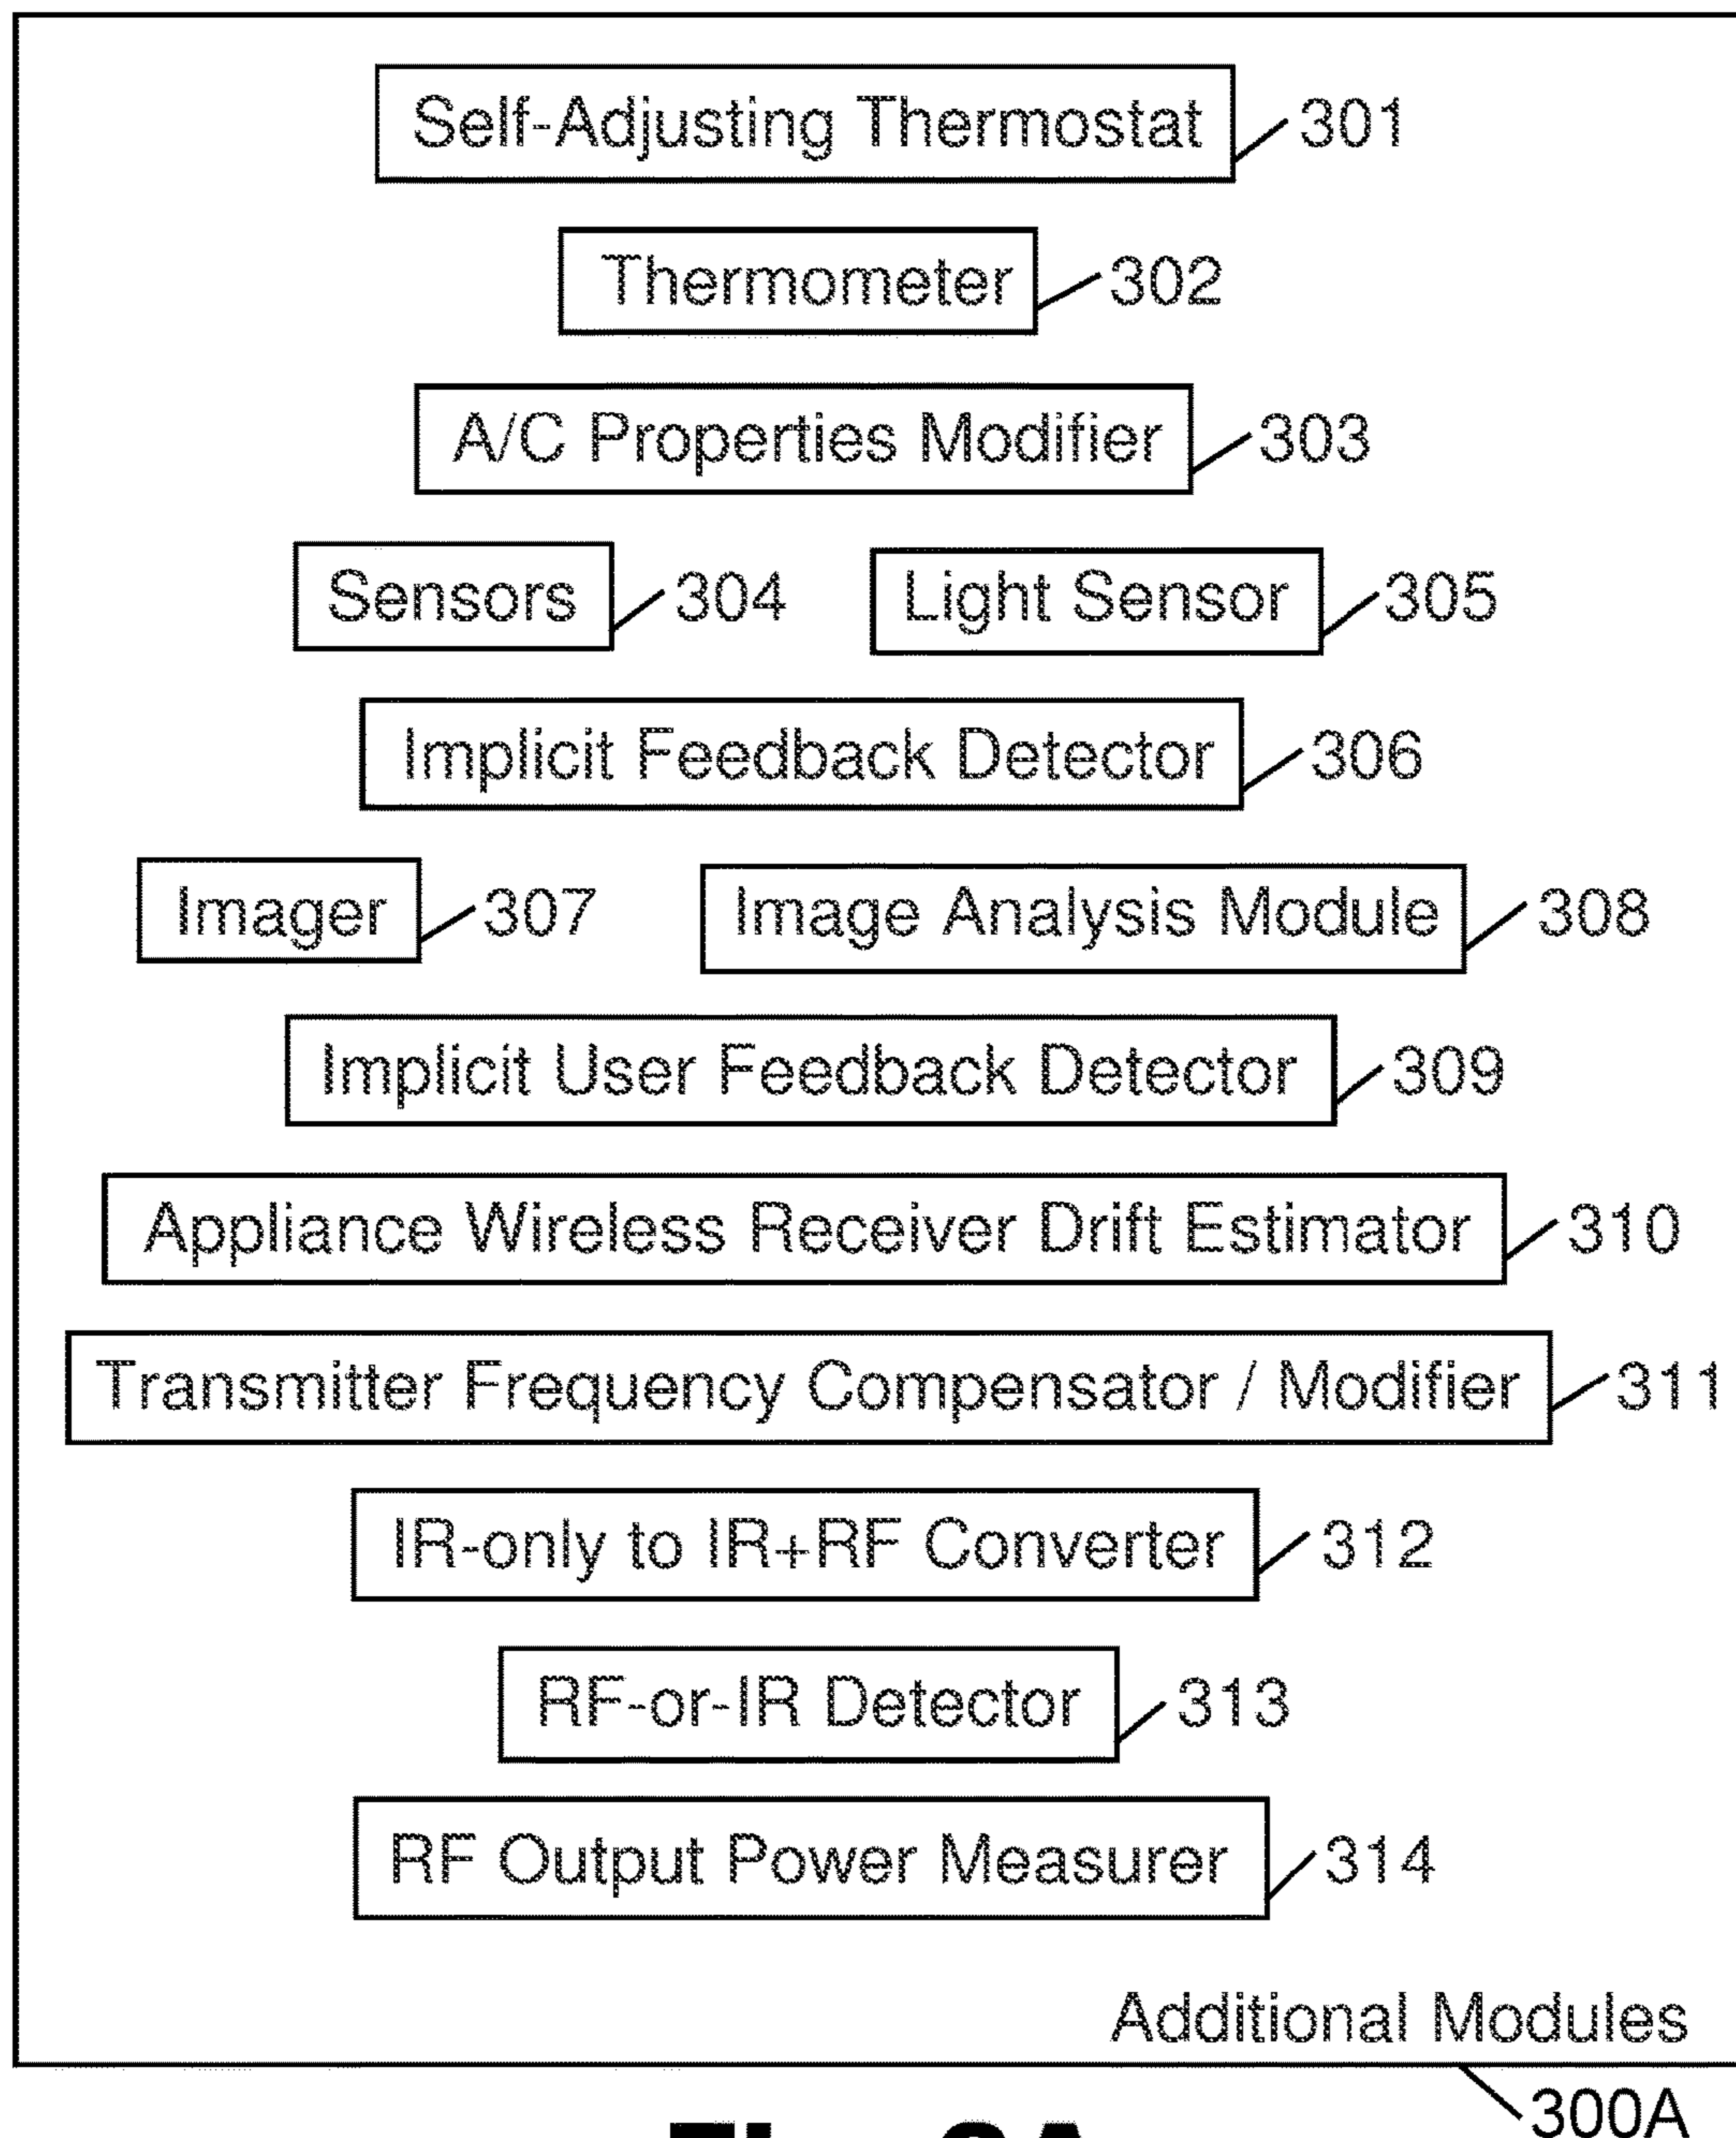 Self-Adjusting Thermostat 301
Thermometer 302
A/C Properties Modifier 303
Sensors 304 Light Sensor 305
Implicit Feedback Detector 306
Imager 307 Image Analysis Module 308
Implicit User Feedback Detector 309
Appliance Wireless Receiver Drift Estimator 310
Transmitter Frequency Compensator / Modifier 311
IR-only to IR+RF Converter 312
RF-or-IR Detector 313
RF Output Power Measurer 314
Additional Modules
300A